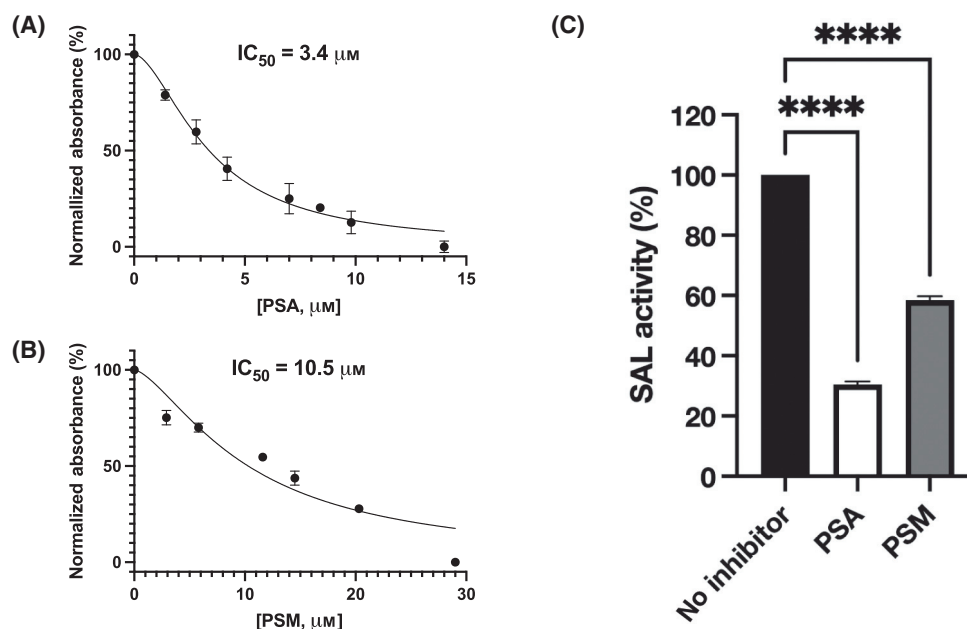 (A)
IC50 = 3.4 μM
Normallized absorbance (%)
100
50
0
0 5 10 15
[PSA, μM]
(B)
IC50 = 10.5 μM
Normalized absorbance (%)
100
50
0
0 10 20 30
[PSM, μM]
(C)
****
****
SAL activity (%)
120
100
80
60
40
20
0
No inhibitor
PSA
PSM